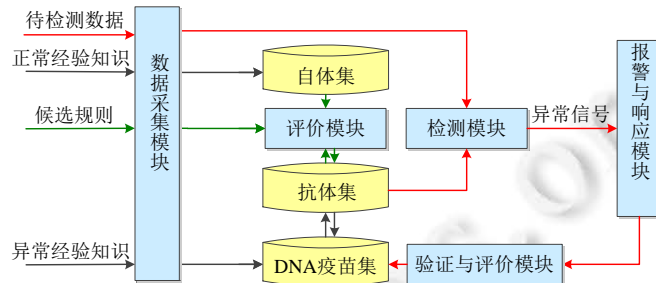 待检测数据
正常经验知识
候选规则
异常经验知识
数据采集模块
自体集
评价模块
抗体集
DNA疫苗集
检测模块
异常信号
验证与评价模块
报警与响应模块